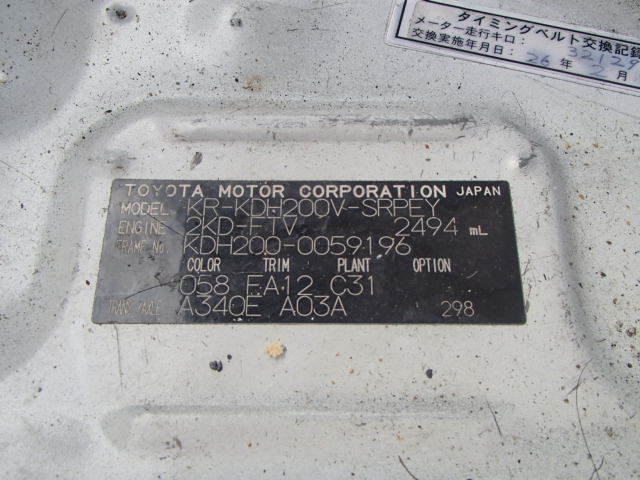 タイミングベルト交換記録
メーター走行キロ: 32129
交換実施年月日: 26年 2月
TOYOTA MOTOR CORPORATION JAPAN
MODEL KR-KDH200V-SRPEY
ENGINE 2KD-FTV 2494 mL
FRAME No. KDH200-0059196
COLOR TRIM PLANT OPTION
058 FA12 C31
TRANS/AXLE A340E A03A 298